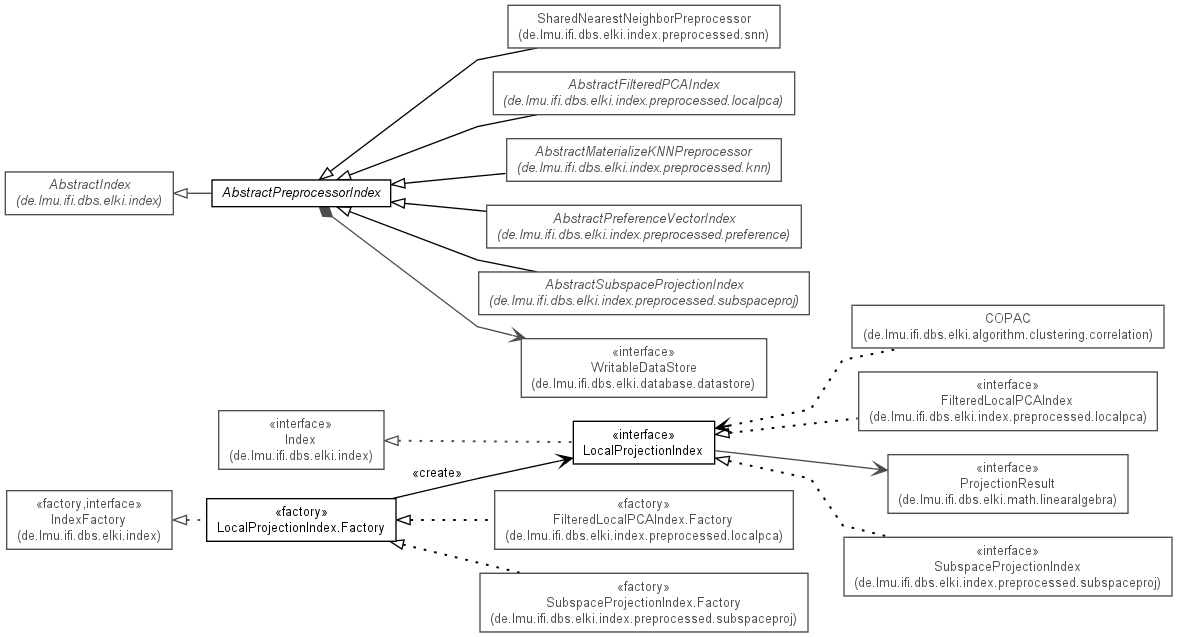 SharedNearestNeighborPreprocessor
(de.lmu.ifi.dbs.elki.index.preprocessed.snn)
AbstractFilteredPCAIndex
(de.lmu.ifi.dbs.elki.index.preprocessed.localpca)
AbstractMaterializeKNNPreprocessor
(de.lmu.ifi.dbs.elki.index.preprocessed.knn)
AbstractIndex
(de.lmu.ifi.dbs.elki.index)
AbstractPreprocessorIndex
AbstractPreferenceVectorIndex
(de.lmu.ifi.dbs.elki.index.preprocessed.preference)
AbstractSubspaceProjectionIndex
(de.lmu.ifi.dbs.elki.index.preprocessed.subspaceproj)
COPAC
(de.lmu.ifi.dbs.elki.algorithm.clustering.correlation)
«interface»
WritableDataStore
(de.lmu.ifi.dbs.elki.database.datastore)
«interface»
FilteredLocalPCAIndex
(de.lmu.ifi.dbs.elki.index.preprocessed.localpca)
«interface»
Index
(de.lmu.ifi.dbs.elki.index)
«interface»
LocalProjectionIndex
«create»
«interface»
ProjectionResult
(de.lmu.ifi.dbs.elki.math.linearalgebra)
«factory,interface»
IndexFactory
(de.lmu.ifi.dbs.elki.index)
«factory»
LocalProjectionIndex.Factory
«factory»
FilteredLocalPCAIndex.Factory
(de.lmu.ifi.dbs.elki.index.preprocessed.localpca)
«interface»
SubspaceProjectionIndex
(de.lmu.ifi.dbs.elki.index.preprocessed.subspaceproj)
«factory»
SubspaceProjectionIndex.Factory
(de.lmu.ifi.dbs.elki.index.preprocessed.subspaceproj)